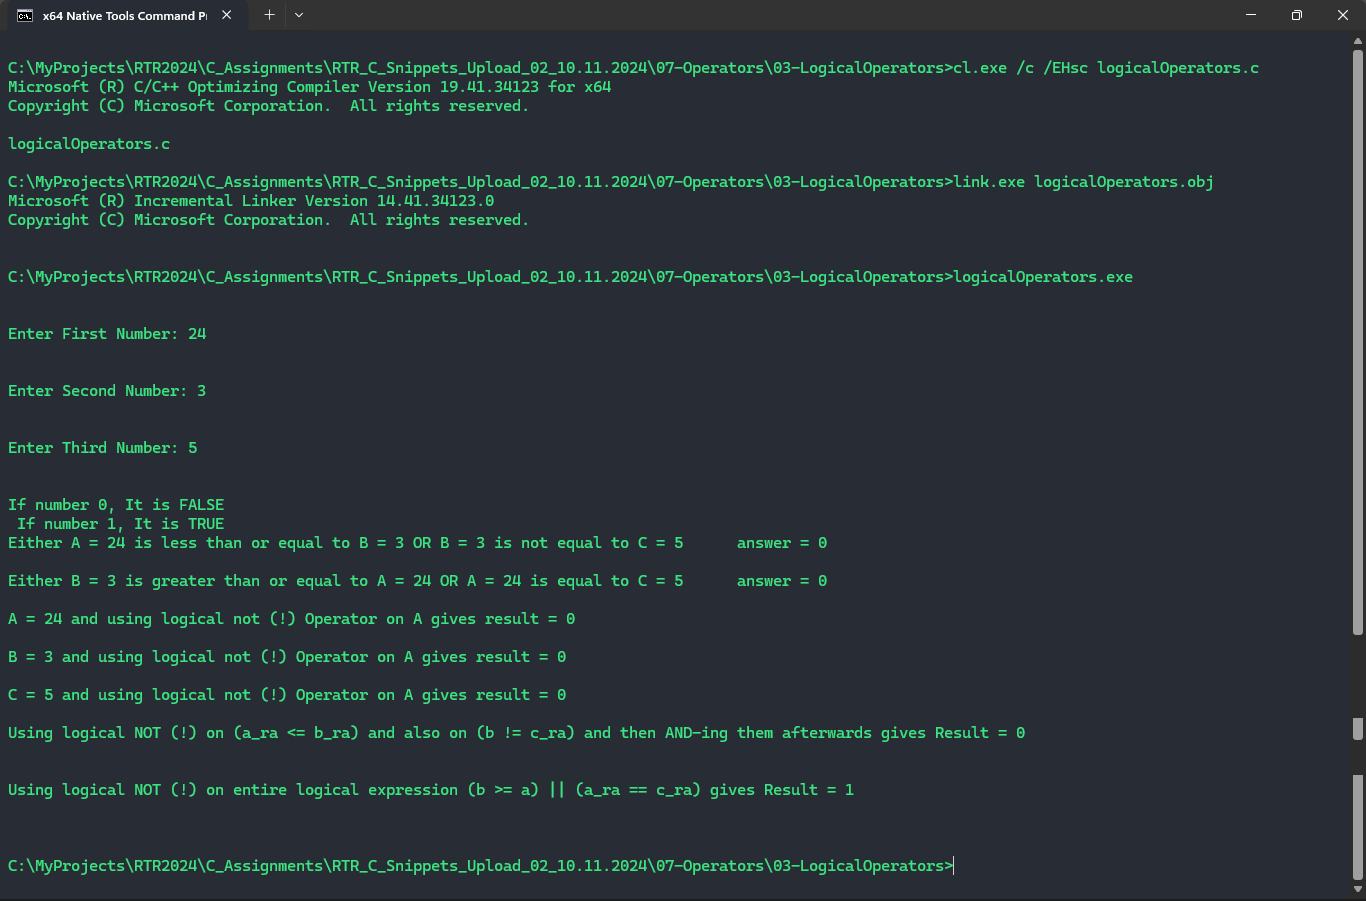 x64 Native Tools Command Pr
C:\MyProjects\RTR2024\C_Assignments\RTR_C_Snippets_Upload_02_10.11.2024\07-Operators\03-LogicalOperators>cl.exe /c /EHsc logicalOperators.c
Microsoft (R) C/C++ Optimizing Compiler Version 19.41.34123 for x64
Copyright (C) Microsoft Corporation.  All rights reserved.
logicalOperators.c
C:\MyProjects\RTR2024\C_Assignments\RTR_C_Snippets_Upload_02_10.11.2024\07-Operators\03-LogicalOperators>link.exe logicalOperators.obj
Microsoft (R) Incremental Linker Version 14.41.34123.0
Copyright (C) Microsoft Corporation.  All rights reserved.
C:\MyProjects\RTR2024\C_Assignments\RTR_C_Snippets_Upload_02_10.11.2024\07-Operators\03-LogicalOperators>logicalOperators.exe
Enter First Number: 24
Enter Second Number: 3
Enter Third Number: 5
If number 0, It is FALSE
 If number 1, It is TRUE
Either A = 24 is less than or equal to B = 3 OR B = 3 is not equal to C = 5      answer = 0
Either B = 3 is greater than or equal to A = 24 OR A = 24 is equal to C = 5      answer = 0
A = 24 and using logical not (!) Operator on A gives result = 0
B = 3 and using logical not (!) Operator on A gives result = 0
C = 5 and using logical not (!) Operator on A gives result = 0
Using logical NOT (!) on (a_ra <= b_ra) and also on (b != c_ra) and then AND-ing them afterwards gives Result = 0
Using logical NOT (!) on entire logical expression (b >= a) || (a_ra == c_ra) gives Result = 1
C:\MyProjects\RTR2024\C_Assignments\RTR_C_Snippets_Upload_02_10.11.2024\07-Operators\03-LogicalOperators>